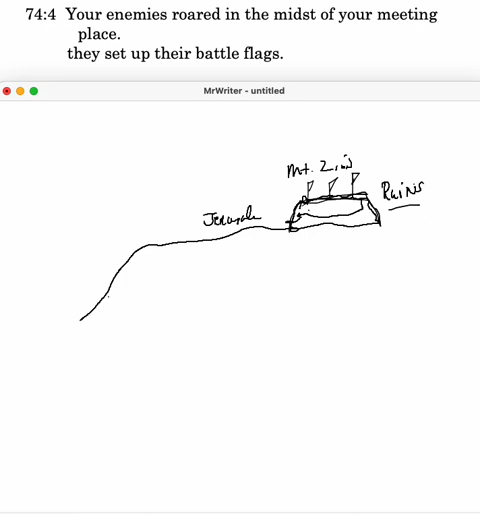 74:4 Your enemies roared in the midst of your meeting
place.
they set up their battle flags.
MrWriter - untitled
Mt. Zion
Ruins